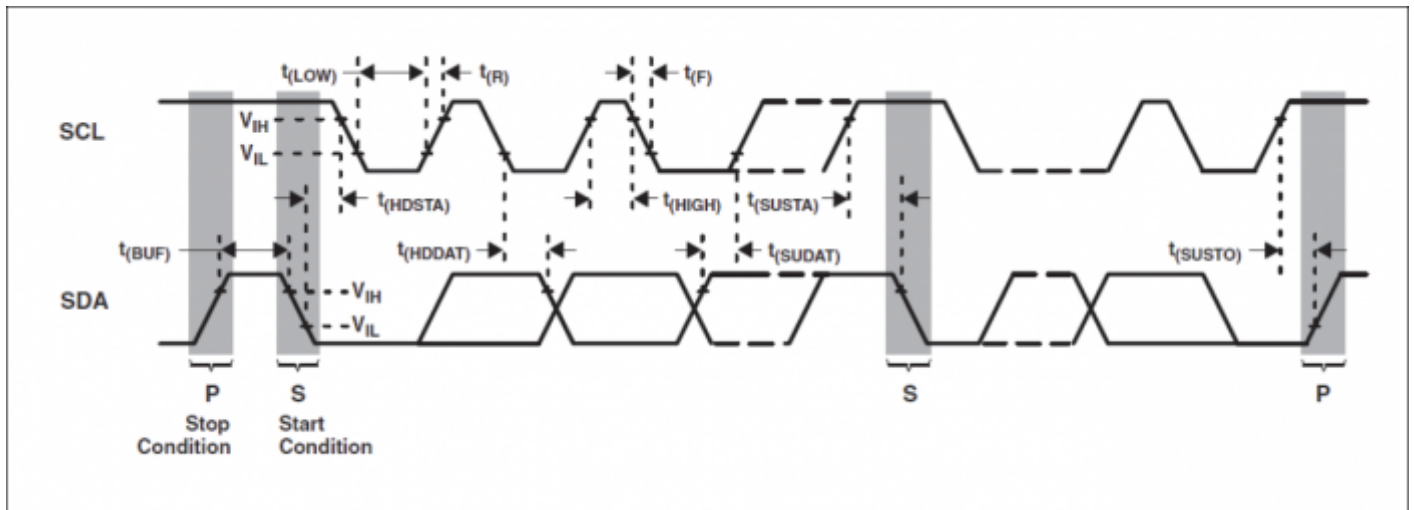 t(LOW)
t(R)
t(F)
SCL
VIH
VIL
t(HDSTA)
t(HIGH)
t(SUSTA)
t(BUF)
t(HDDAT)
t(SUDAT)
t(SUSTO)
SDA
VIH
VIL
P
S
S
P
Stop
Condition
Start
Condition